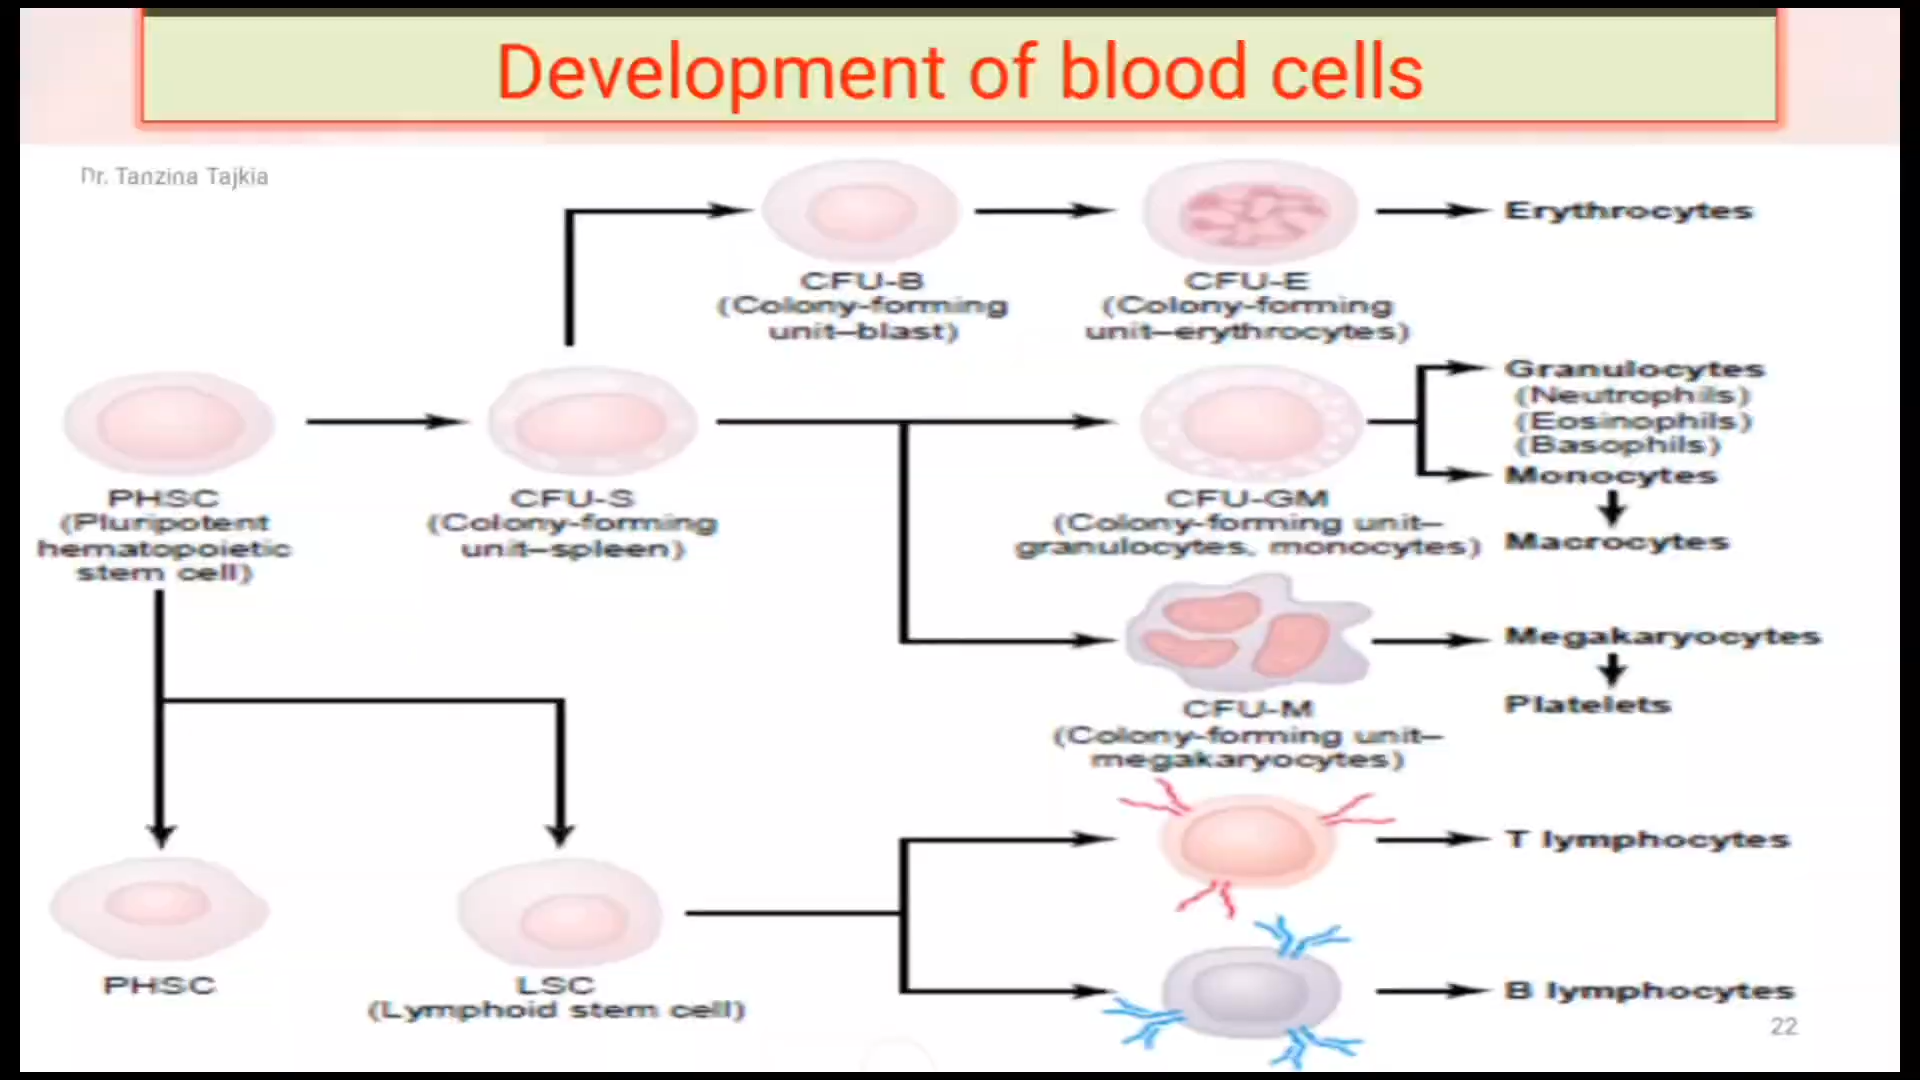 Development of blood cells
Dr. Tanzina Tajkia
CFU-B
(Colony-forming
unit–blast)
CFU-E
(Colony-forming
unit–erythrocytes)
Erythrocytes
PHSC
(Pluripotent
hematopoietic
stem cell)
CFU-S
(Colony-forming
unit–spleen)
CFU-GM
(Colony-forming unit–
granulocytes, monocytes)
Granulocytes
(Neutrophils)
(Eosinophils)
(Basophils)
Monocytes
Macrocytes
CFU-M
(Colony-forming unit–
megakaryocytes)
Megakaryocytes
Platelets
PHSC
LSC
(Lymphoid stem cell)
T lymphocytes
B lymphocytes
22